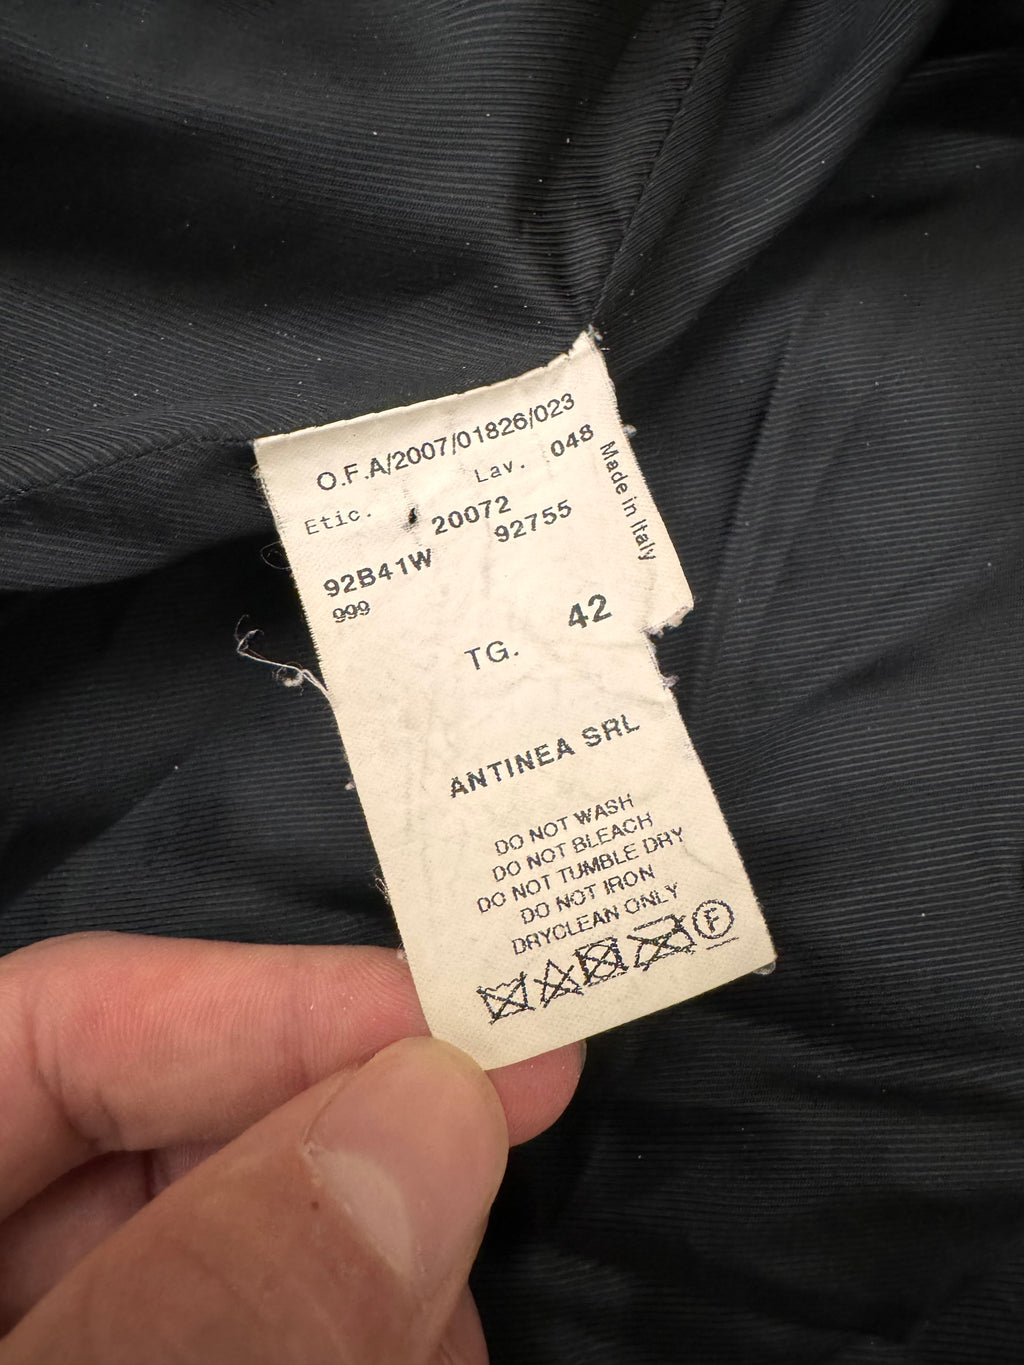 O.F.A/2007/01826/023
Lav. 048
Etic. 20072
92755
92B41W
999
Made in Italy
TG. 42
ANTINEA SRL
DO NOT WASH
DO NOT BLEACH
DO NOT TUMBLE DRY
DO NOT IRON
DRYCLEAN ONLY
F